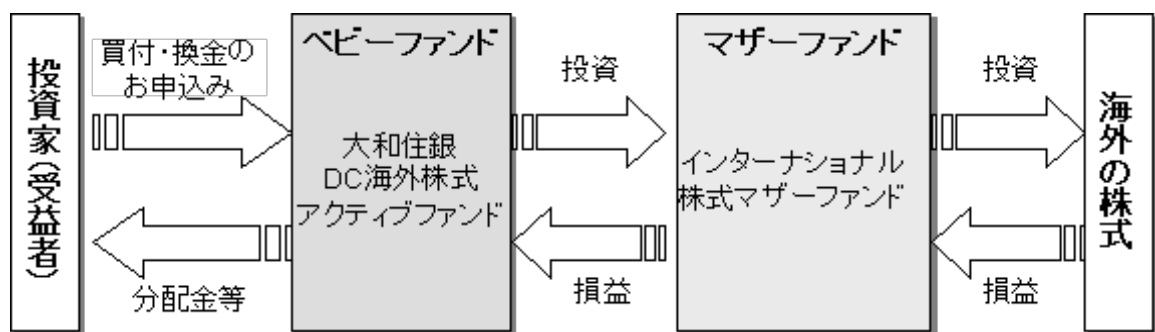 投資家(受益者)
買付・換金の
お申込み
分配金等
ベビーファンド
大和住銀
DC海外株式
アクティブファンド
投資
損益
マザーファンド
インターナショナル
株式マザーファンド
投資
損益
海外の株式